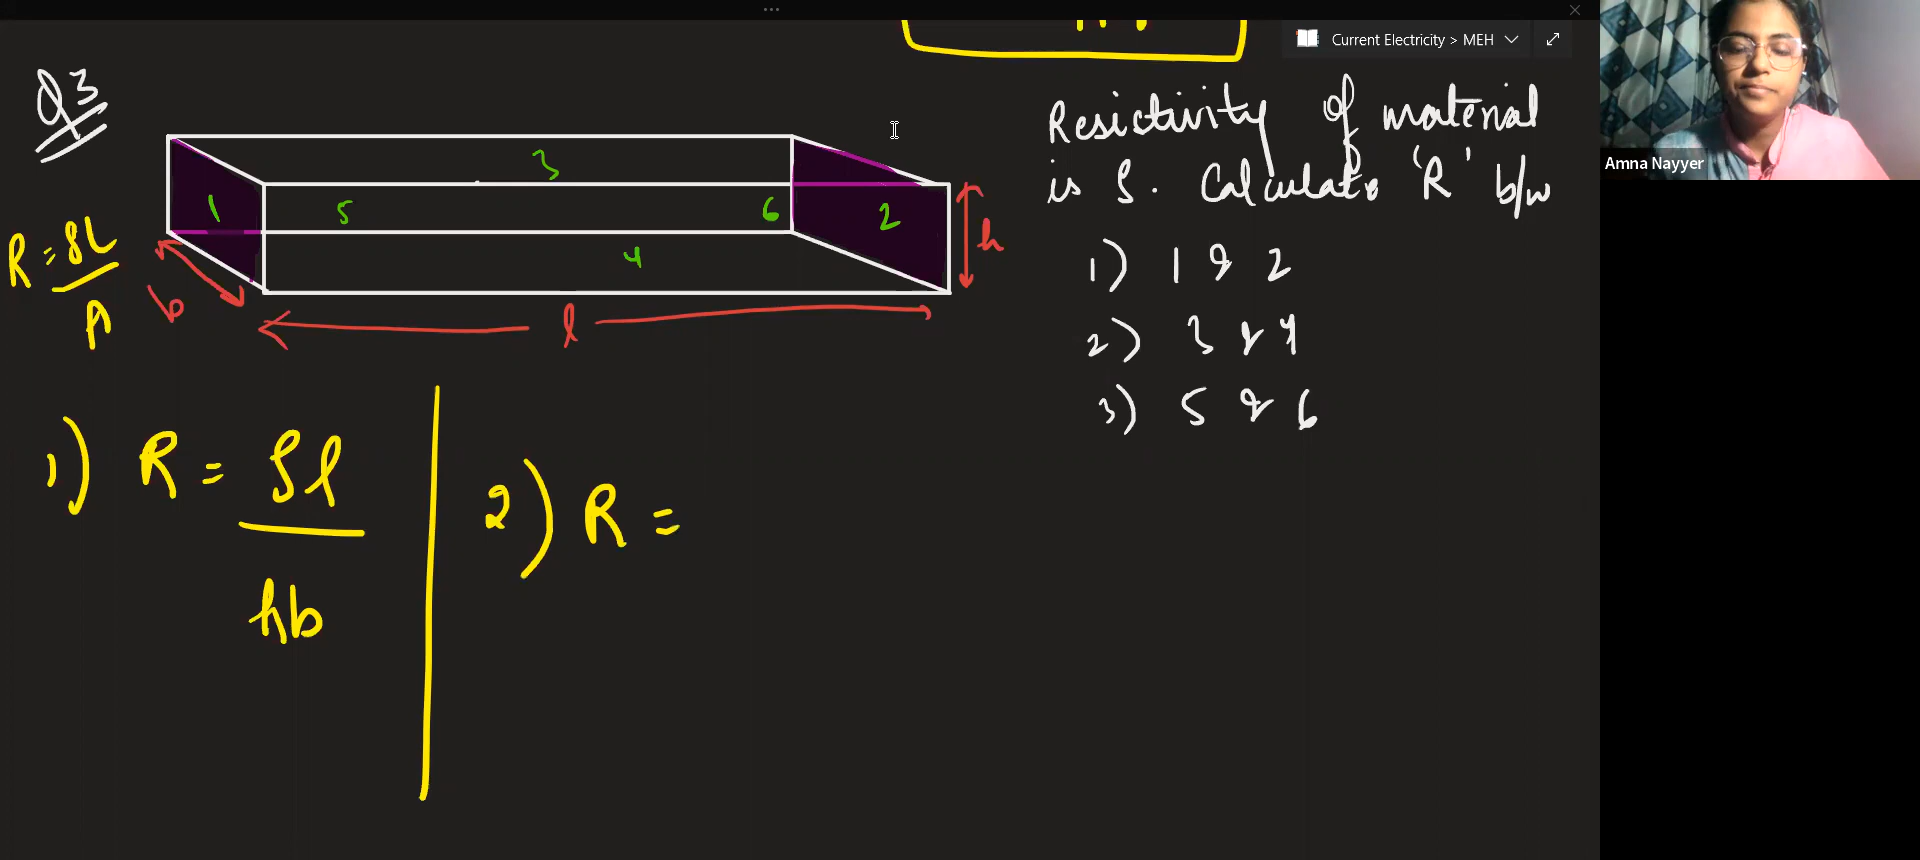 Current Electricity > MEH
Q3
Resictivity of material
is ρ. Calculate 'R' b/w
1) 1 & 2
2) 3 & 4
3) 5 & 6
3
1 5 6 2
4
h
b
l
R = ρL
A
1) R = ρl
hb
2) R =
Amna Nayyer